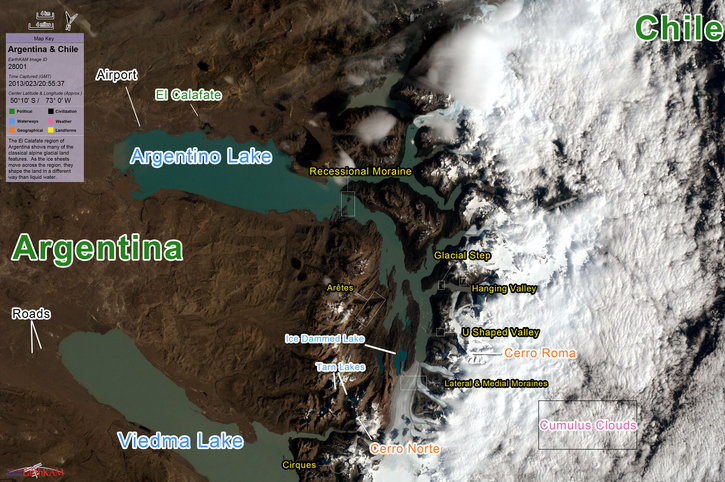 Map Key
Argentina & Chile
EarthKAM Image ID
28001
Time Captured (GMT)
2013/023/20:55:37
Center Latitude & Longitude (Approx.)
50°10' S / 73° 0' W
Political
Civilization
Waterways
Weather
Geographical
Landforms
The El Calafate region of
Argentina shows many of the
classical alpine glacial land
features. As the ice sheets
move across the region, they
shape the land in a different
way than liquid water.
Chile
Airport
El Calafate
Argentino Lake
Recessional Moraine
Argentina
Glacial Step
Arêtes
Hanging Valley
Roads
U Shaped Valley
Ice Dammed Lake
Cerro Roma
Tarn Lakes
Lateral & Medial Moraines
Cumulus Clouds
Viedma Lake
Cerro Norte
Cirques